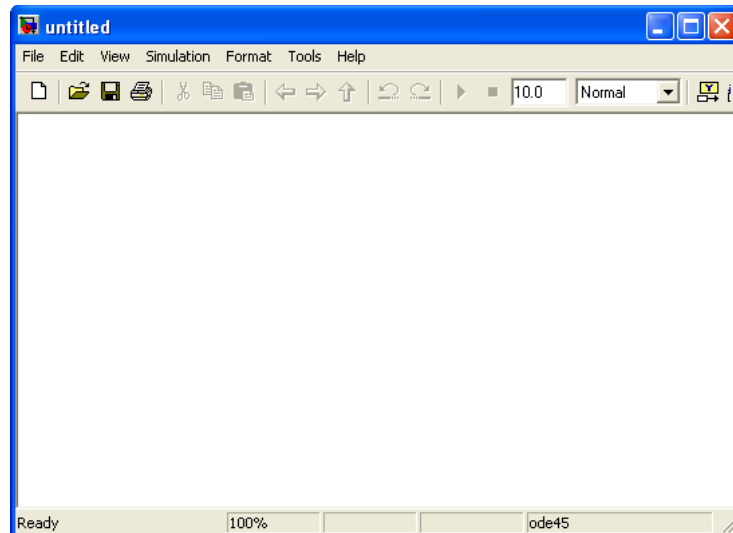 untitled
File Edit View Simulation Format Tools Help
10.0 Normal
Ready 100% ode45